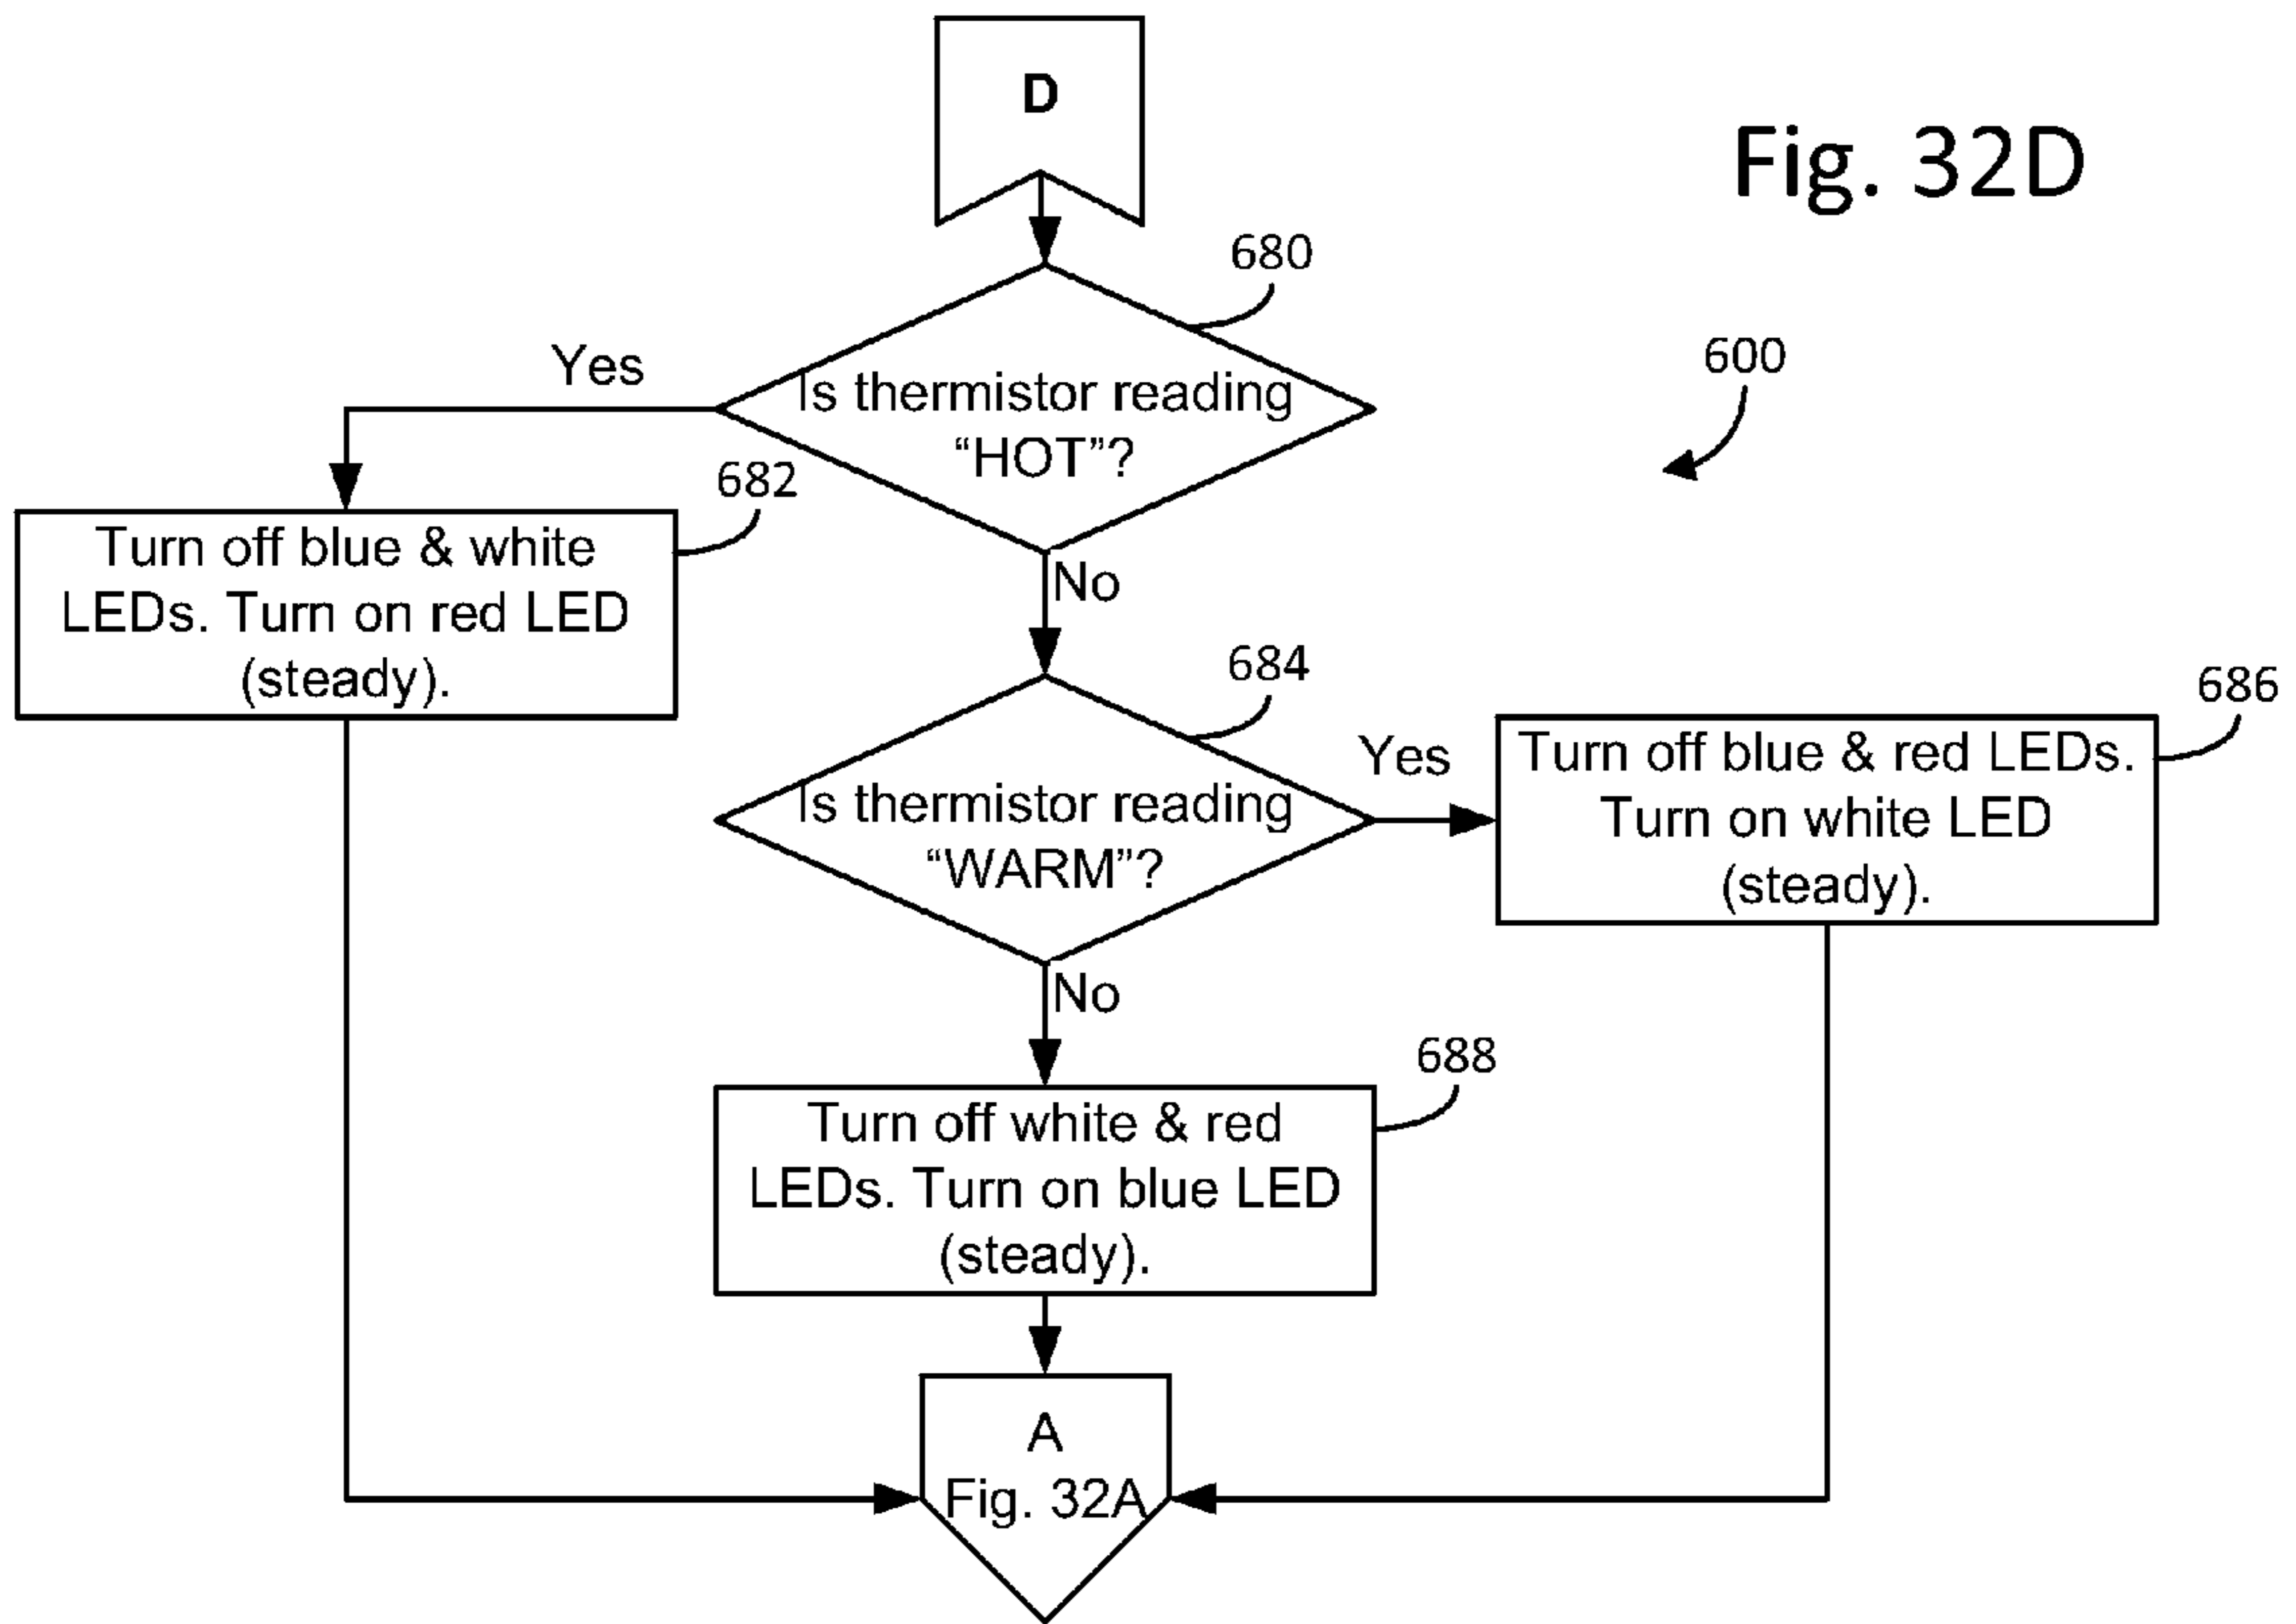 D
Fig. 32D
680
600
Yes
Is thermistor reading
“HOT”?
682
Turn off blue & white
LEDs. Turn on red LED
(steady).
No
684
686
Yes
Is thermistor reading
“WARM”?
Turn off blue & red LEDs.
Turn on white LED
(steady).
No
688
Turn off white & red
LEDs. Turn on blue LED
(steady).
A
Fig. 32A